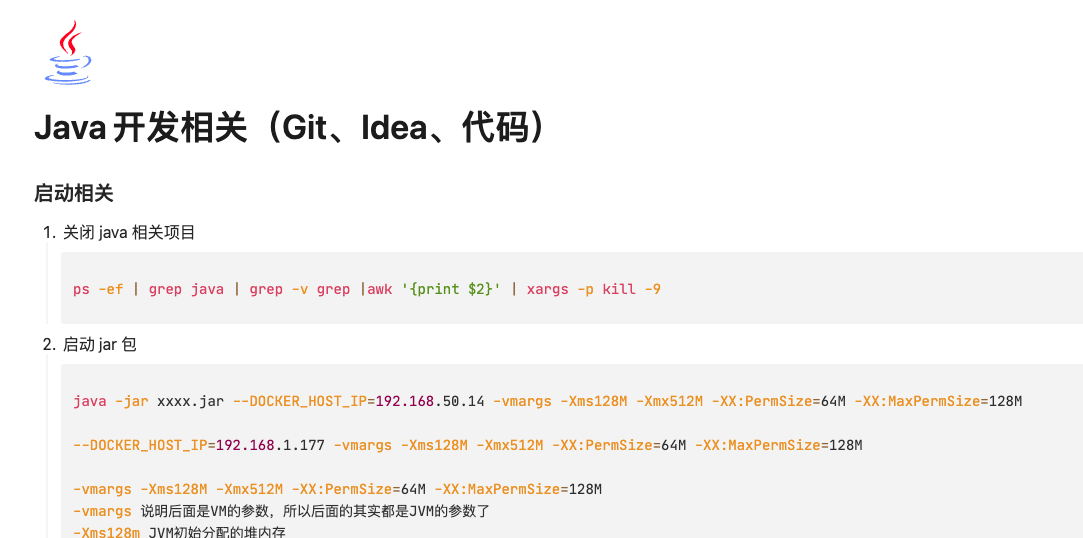 Java 开发相关（Git、Idea、代码）
启动相关
1. 关闭 java 相关项目
ps -ef | grep java | grep -v grep |awk '{print $2}' | xargs -p kill -9
2. 启动 jar 包
java -jar xxxx.jar --DOCKER_HOST_IP=192.168.50.14 -vmargs -Xms128M -Xmx512M -XX:PermSize=64M -XX:MaxPermSize=128M
--DOCKER_HOST_IP=192.168.1.177 -vmargs -Xms128M -Xmx512M -XX:PermSize=64M -XX:MaxPermSize=128M
-vmargs -Xms128M -Xmx512M -XX:PermSize=64M -XX:MaxPermSize=128M
-vmargs 说明后面是VM的参数，所以后面的其实都是JVM的参数了
-Xms128m JVM初始分配的堆内存